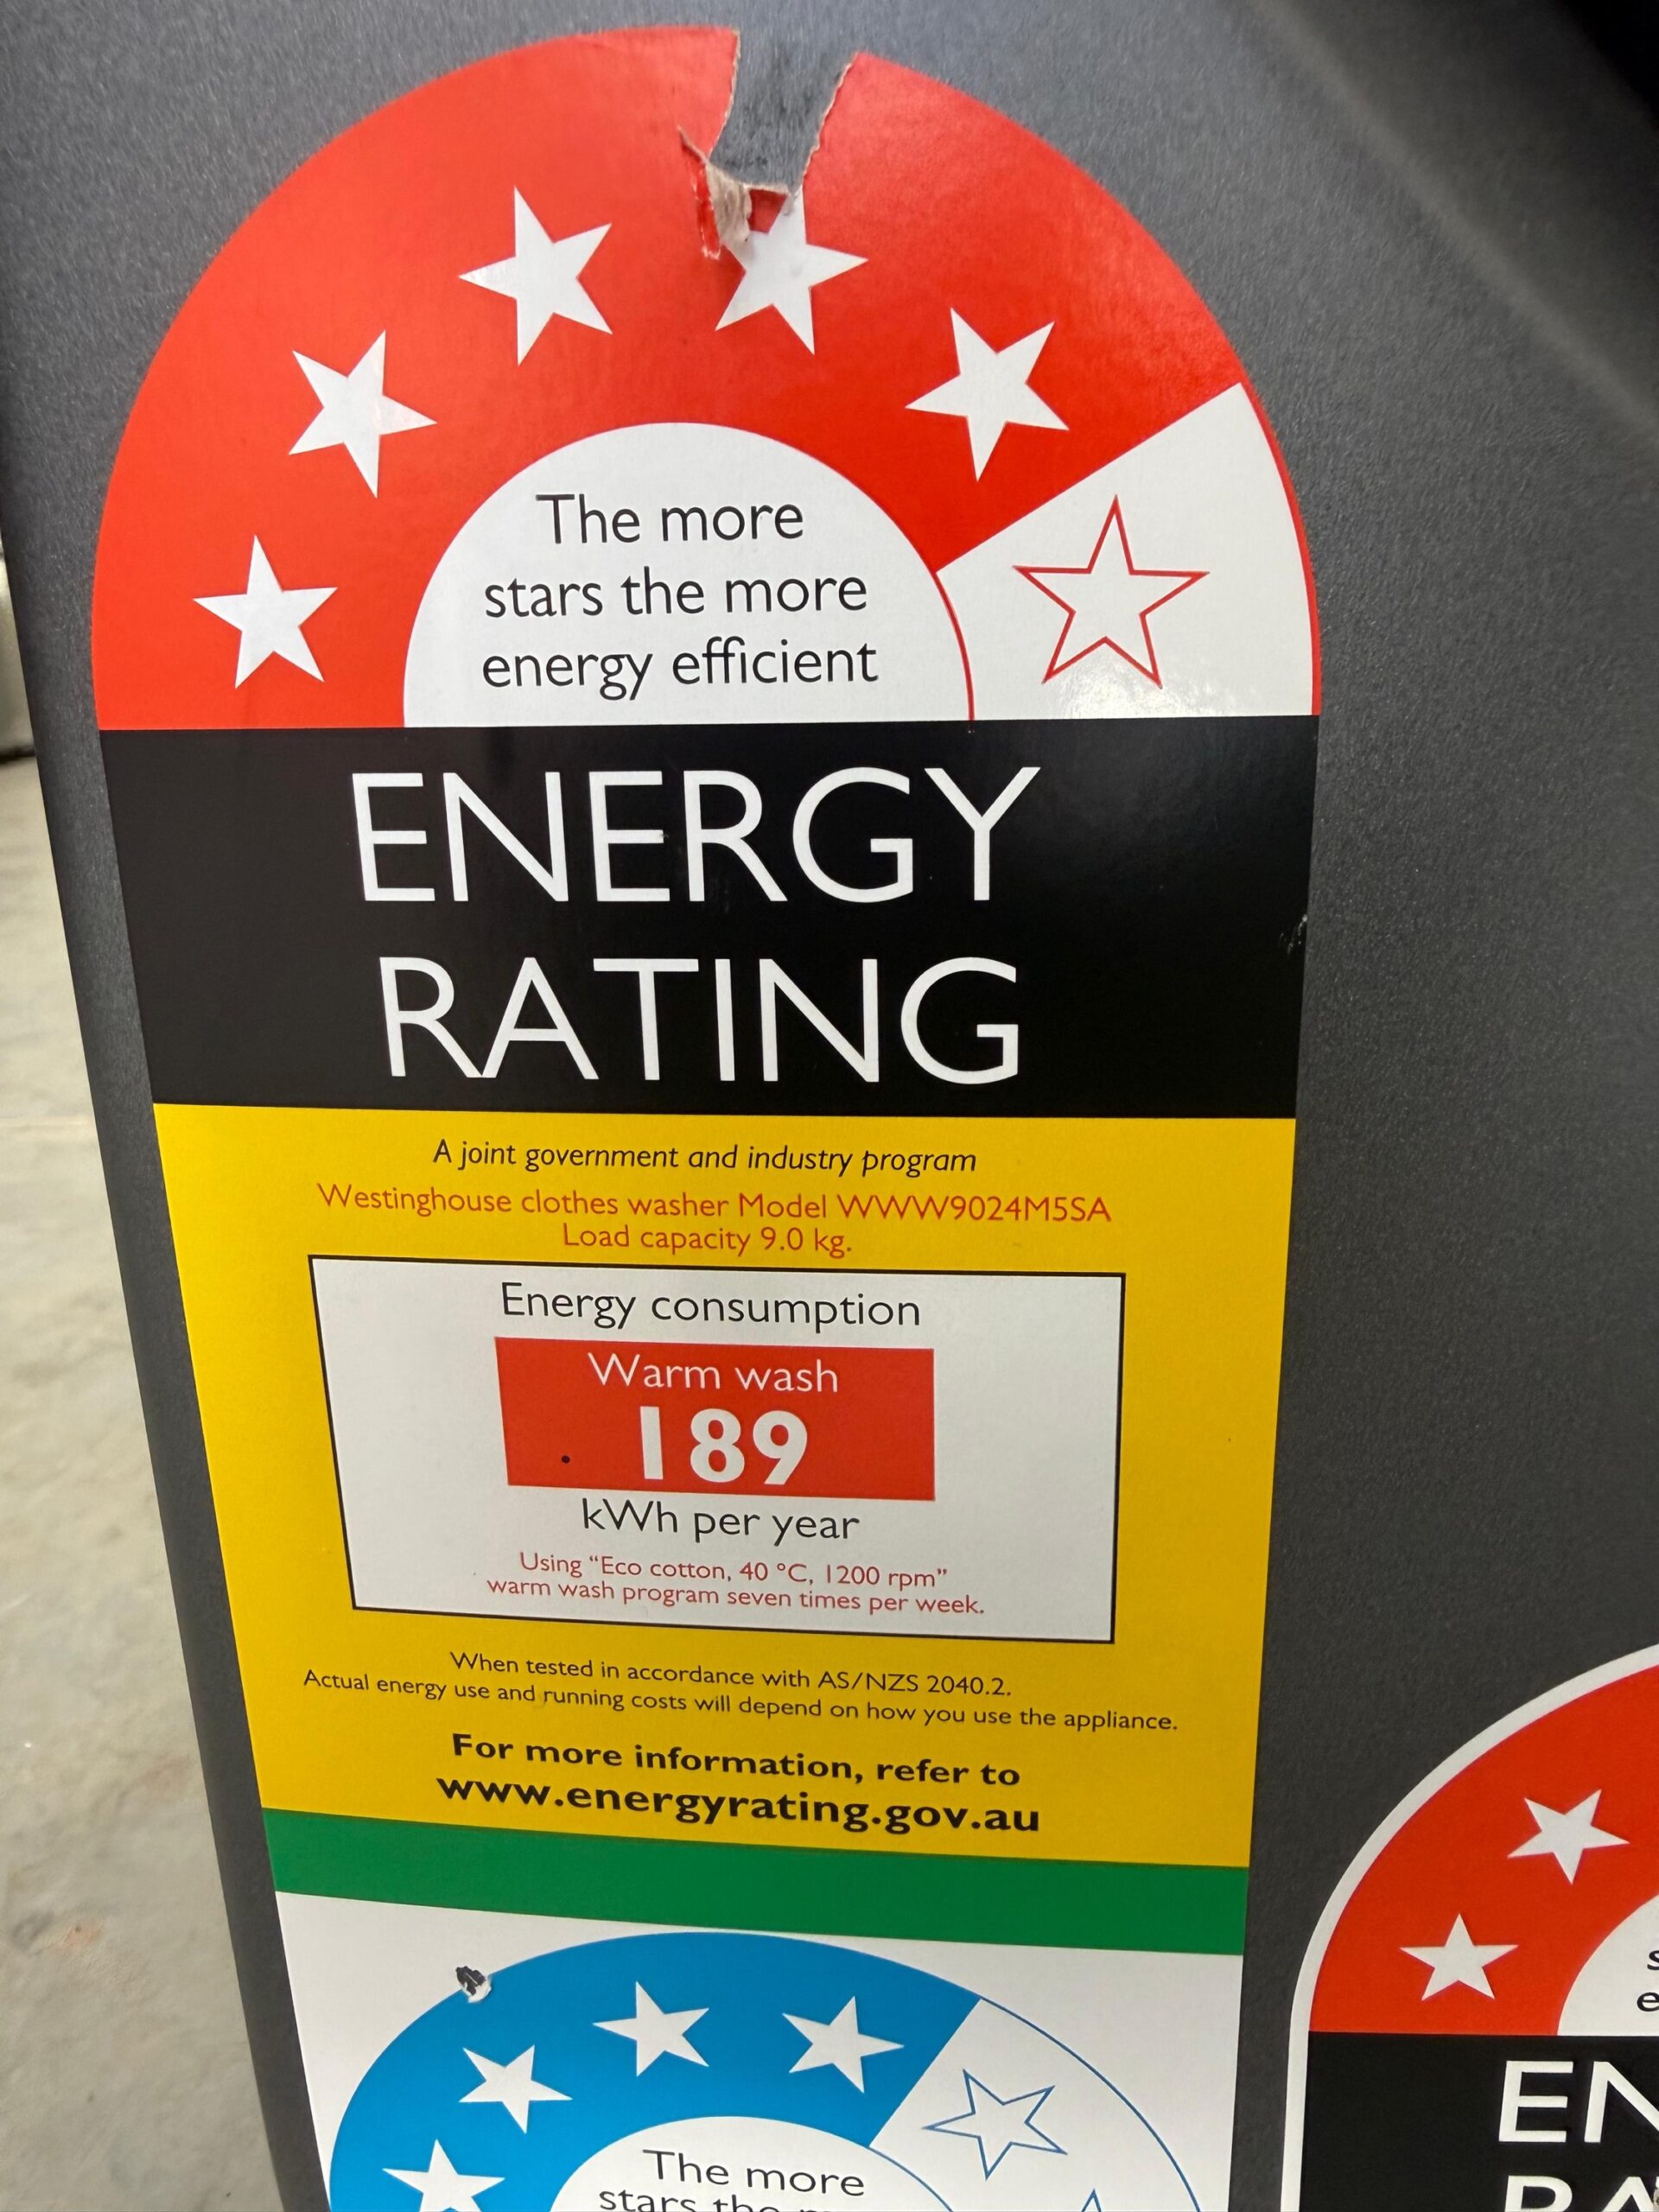 The more
stars the more
energy efficient
ENERGY
RATING
A joint government and industry program
Westinghouse clothes washer Model WWW9024M5SA
Load capacity 9.0 kg.
Energy consumption
Warm wash
189
kWh per year
Using “Eco cotton, 40 °C, 1200 rpm”
warm wash program seven times per week.
When tested in accordance with AS/NZS 2040.2.
Actual energy use and running costs will depend on how you use the appliance.
For more information, refer to
www.energyrating.gov.au
The more
stars the
s
e
EN
RA